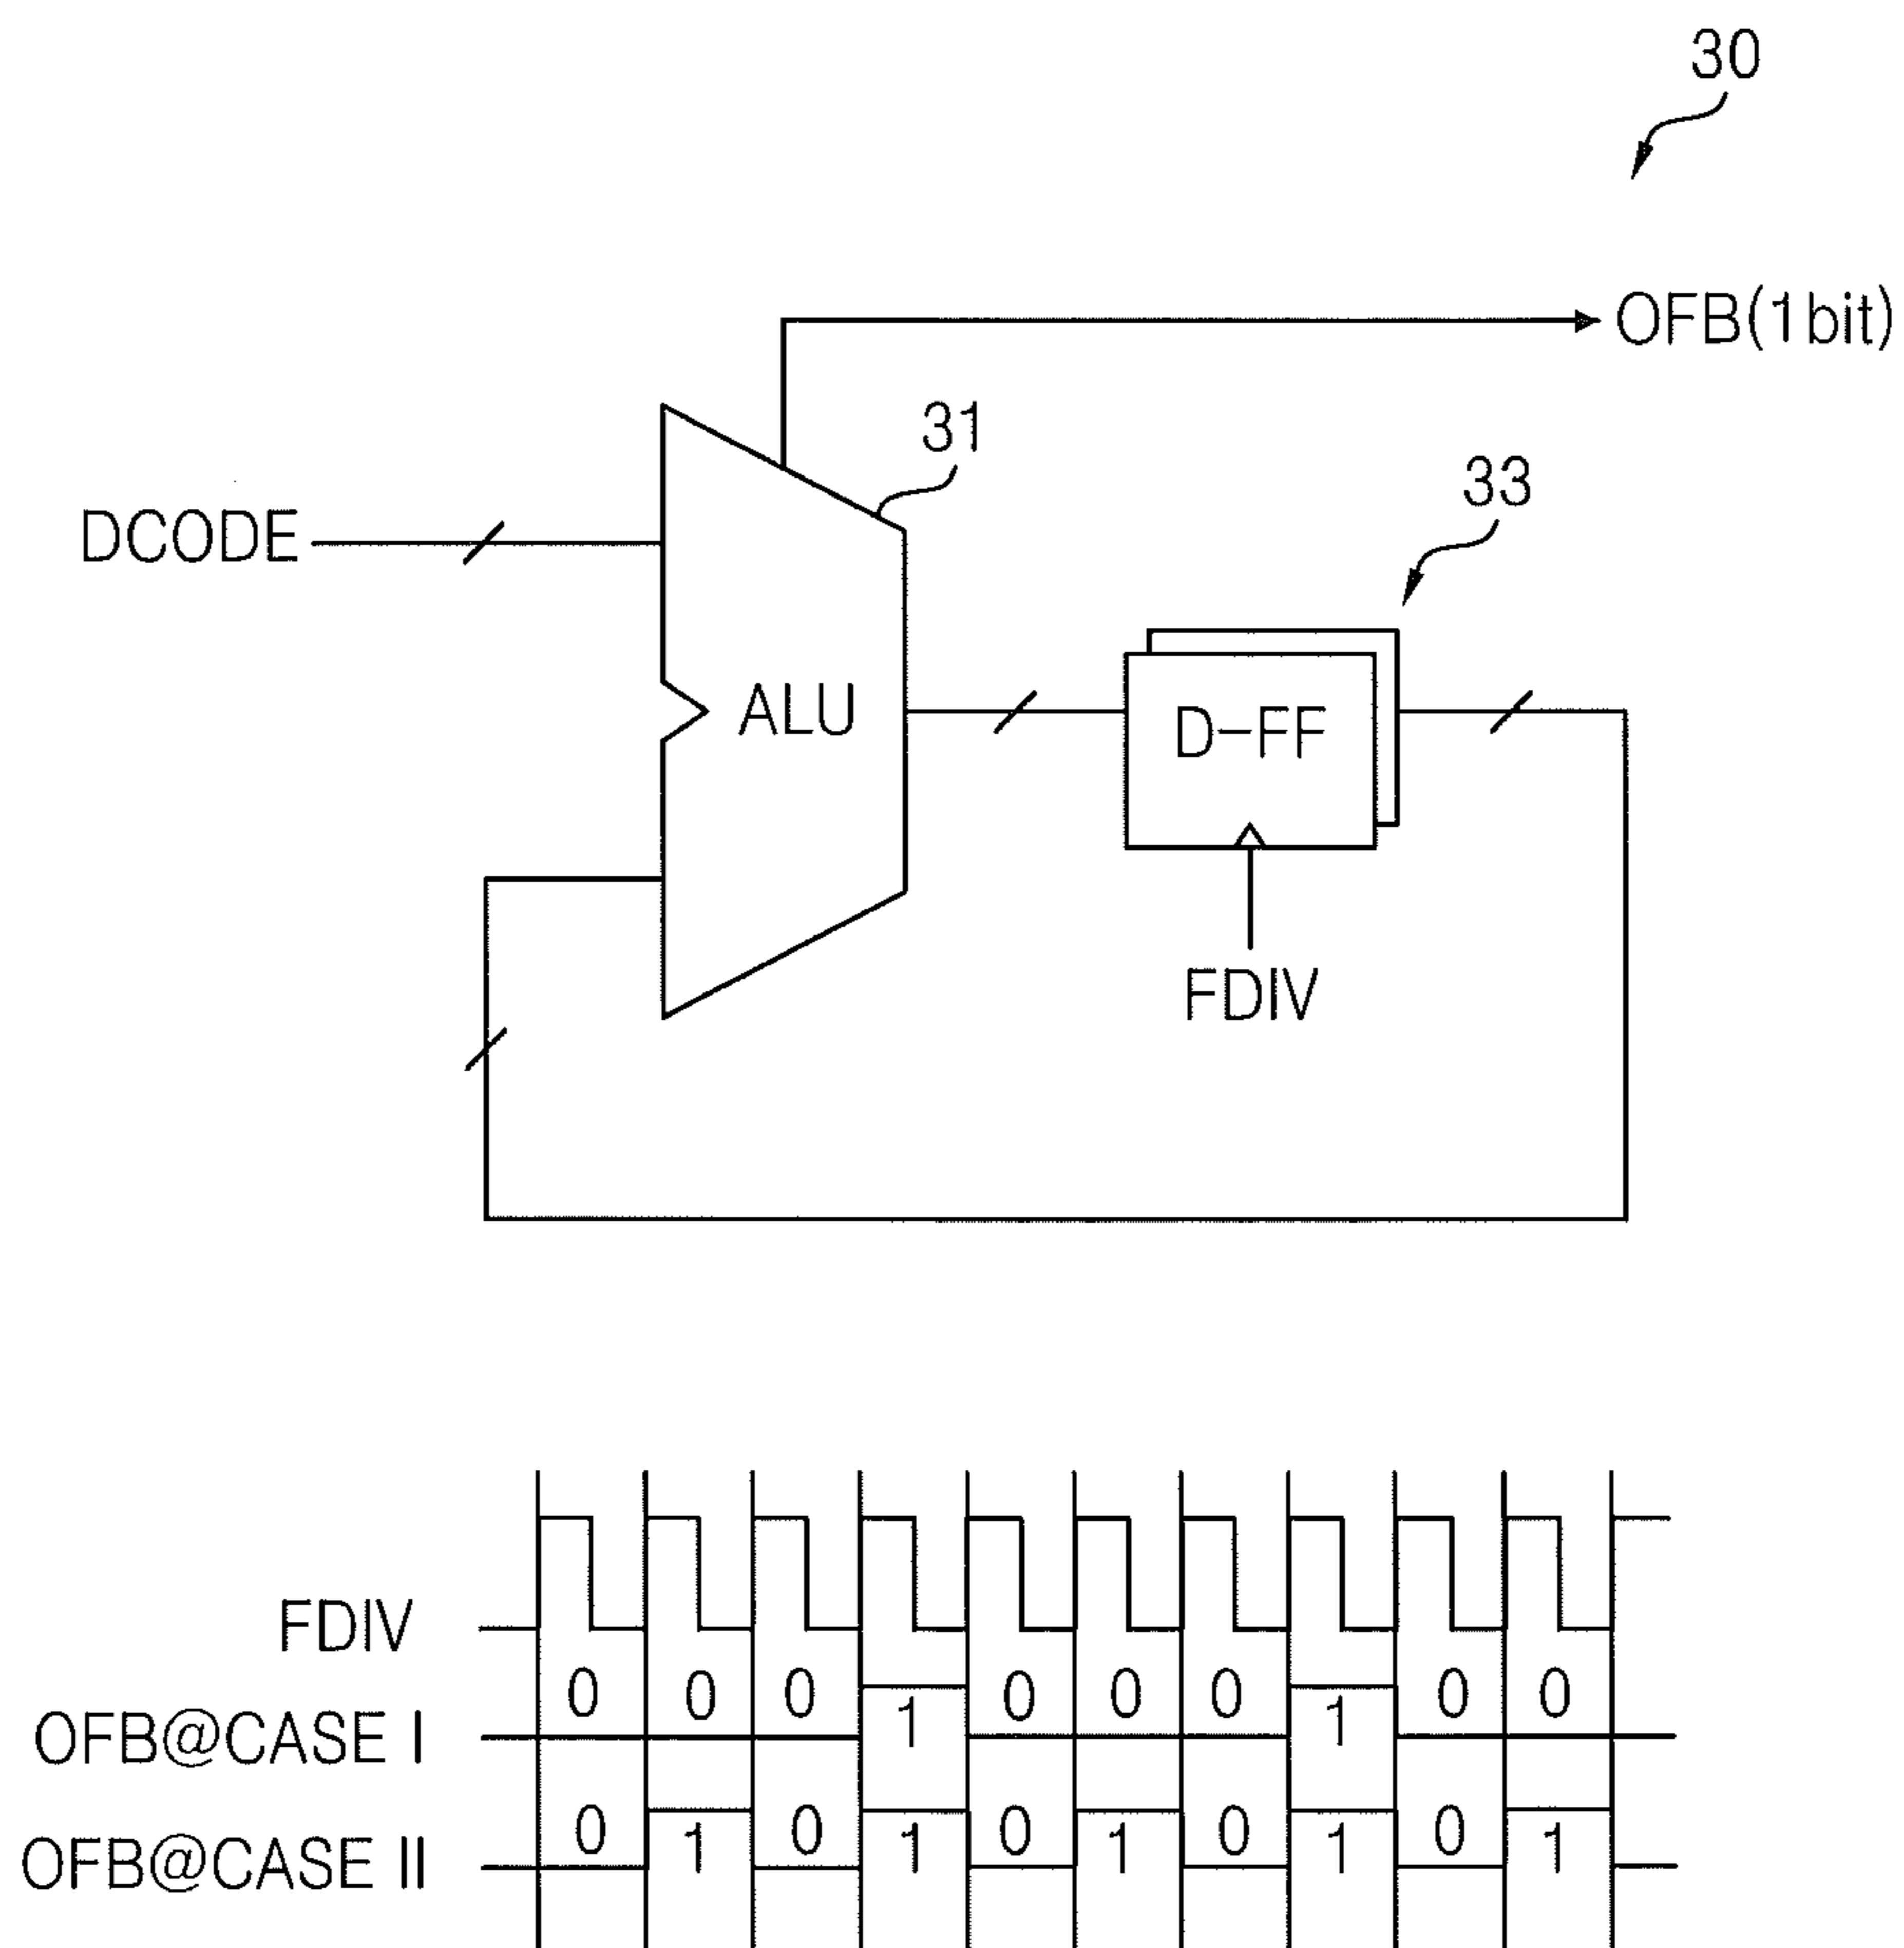 30
OFB(1bit)
31
DCODE
33
ALU
D-FF
FDIV
FDIV
0 0 0 1 0 0 0 1 0 0
OFB@CASE I
0 1 0 1 0 1 0 1 0 1
OFB@CASE II